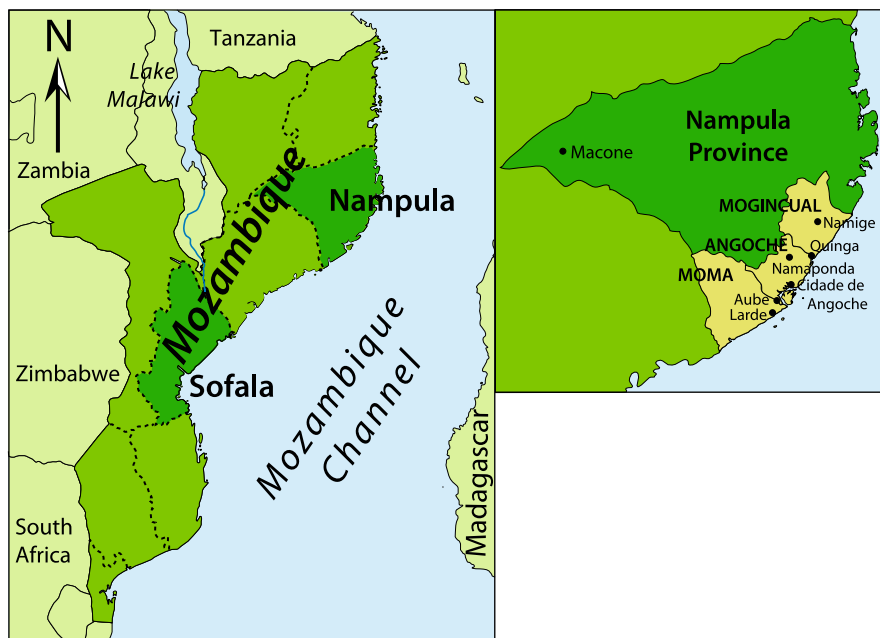 N
Tanzania
Lake
Malawi
Zambia
Mozambique
Nampula
Zimbabwe
Sofala
Mozambique
Channel
Madagascar
South
Africa
Nampula
Province
Macone
MOGINCUAL
Namige
ANGOCHE
Quinga
MOMA
Namaponda
Cidade de
Angoche
Aube
Larde